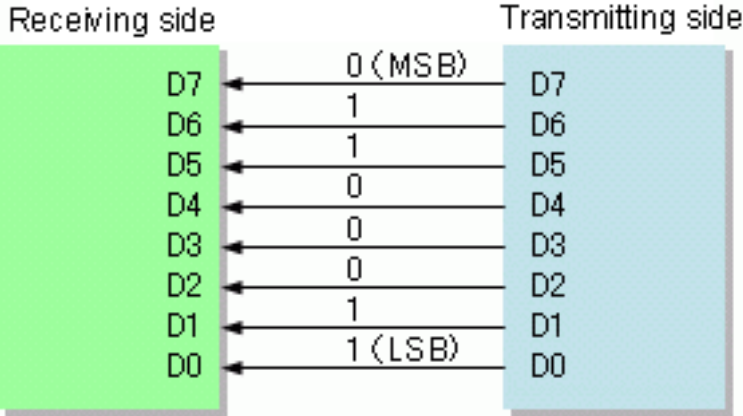 Receiving side Transmitting side
0 (MSB)
D7 D7
1
D6 D6
1
D5 D5
0
D4 D4
0
D3 D3
0
D2 D2
1
D1 D1
1 (LSB)
D0 D0